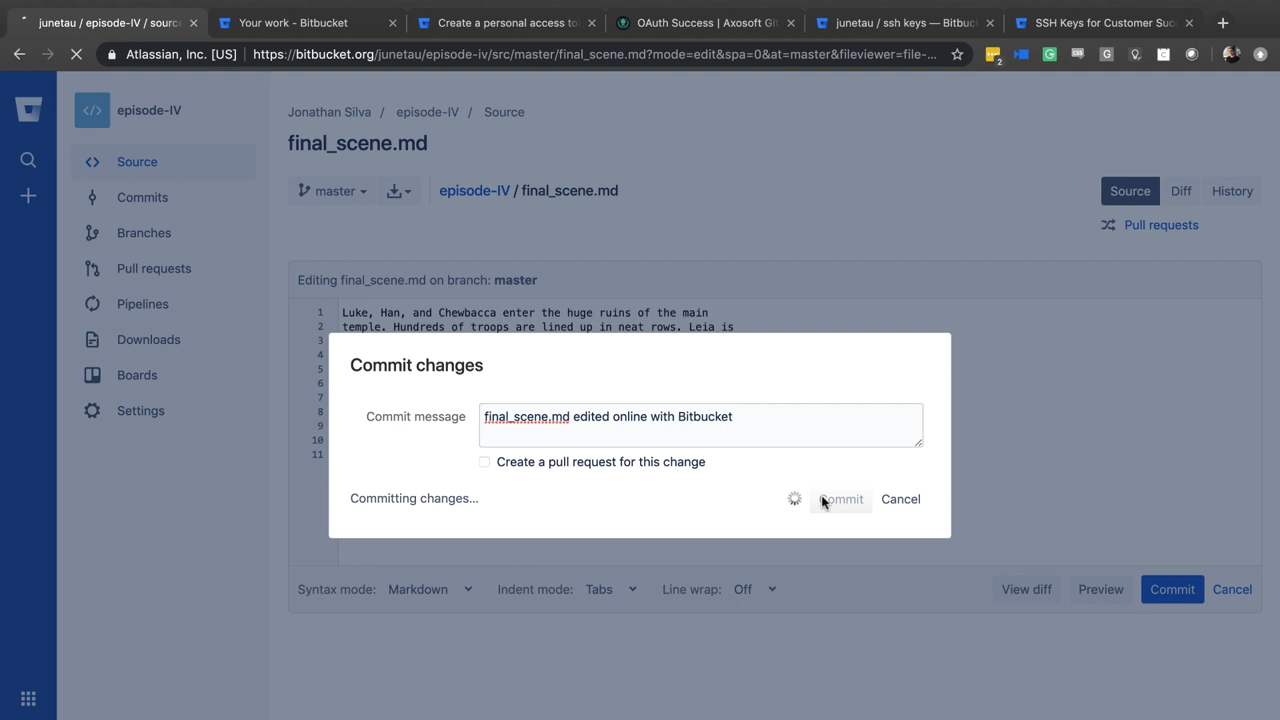 junetau / episode-iv / source
Your work - Bitbucket
Create a personal access to
OAuth Success | Axosoft Git
junetau / ssh keys — Bitbuc
SSH Keys for Customer Suc
Atlassian, Inc. [US]
https://bitbucket.org/junetau/episode-iv/src/master/final_scene.md?mode=edit&spa=0&at=master&fileviewer=file-...
2
episode-IV
Source
Commits
Branches
Pull requests
Pipelines
Downloads
Boards
Settings
Jonathan Silva / episode-IV / Source
final_scene.md
master
episode-IV / final_scene.md
Source Diff History
Pull requests
Editing final_scene.md on branch: master
1 Luke, Han, and Chewbacca enter the huge ruins of the main
2 temple. Hundreds of troops are lined up in neat rows. Leia is
3
4
5
6
7
8
9
10
11
Commit changes
Commit message
final_scene.md edited online with Bitbucket
Create a pull request for this change
Committing changes...
Commit
Cancel
Syntax mode: Markdown
Indent mode: Tabs
Line wrap: Off
View diff
Preview
Commit
Cancel